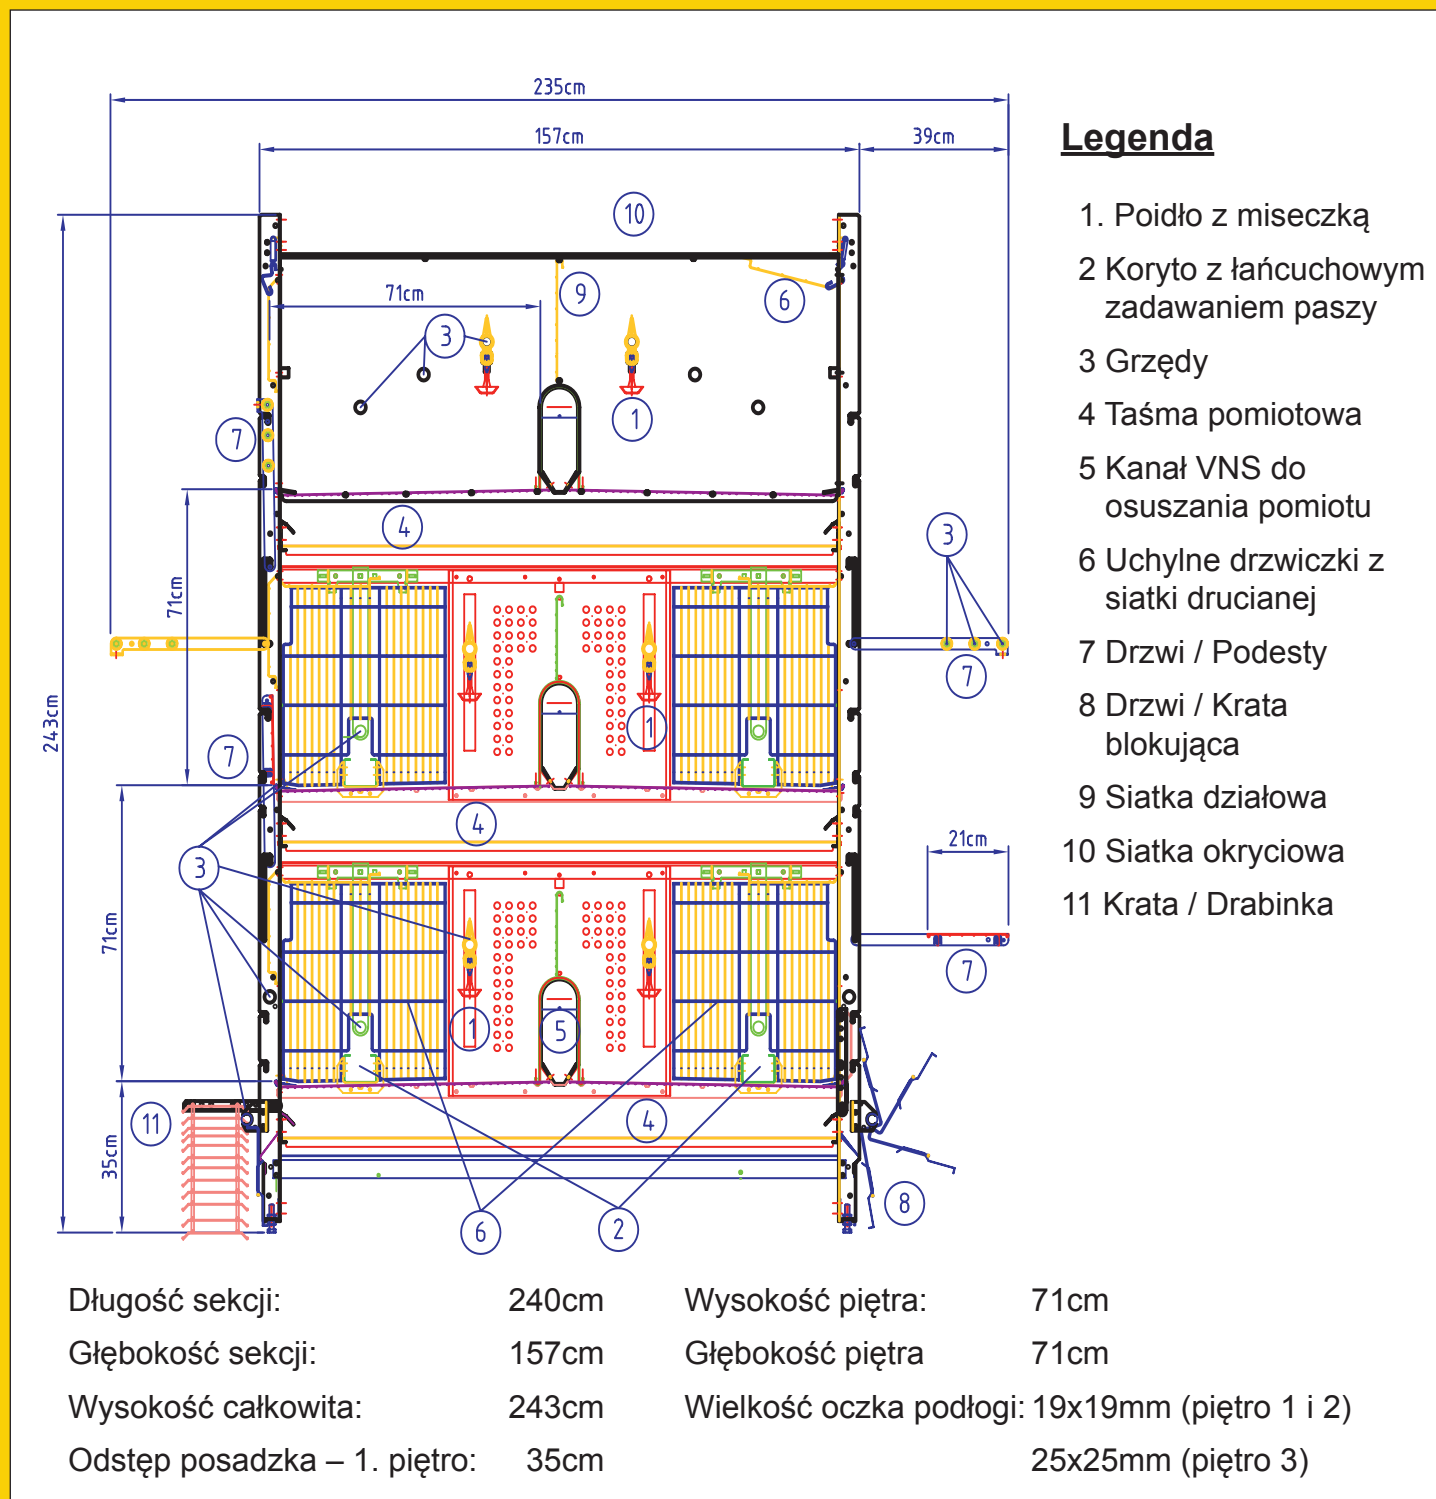 235cm
157cm
39cm
10
71cm
9
6
3
1
7
4
3
71cm
7
243cm
7
1
4
3
21cm
71cm
7
1
5
11
4
35cm
8
6
2
Legenda
1. Poidło z miseczką
2 Koryto z łańcuchowym
zadawaniem paszy
3 Grzędy
4 Taśma pomiotowa
5 Kanał VNS do
osuszania pomiotu
6 Uchylne drzwiczki z
siatki drucianej
7 Drzwi / Podesty
8 Drzwi / Krata
blokująca
9 Siatka działowa
10 Siatka okryciowa
11 Krata / Drabinka
Długość sekcji: 240cm
Głębokość sekcji: 157cm
Wysokość całkowita: 243cm
Odstęp posadzka – 1. piętro: 35cm
Wysokość piętra: 71cm
Głębokość piętra 71cm
Wielkość oczka podłogi: 19x19mm (piętro 1 i 2)
25x25mm (piętro 3)